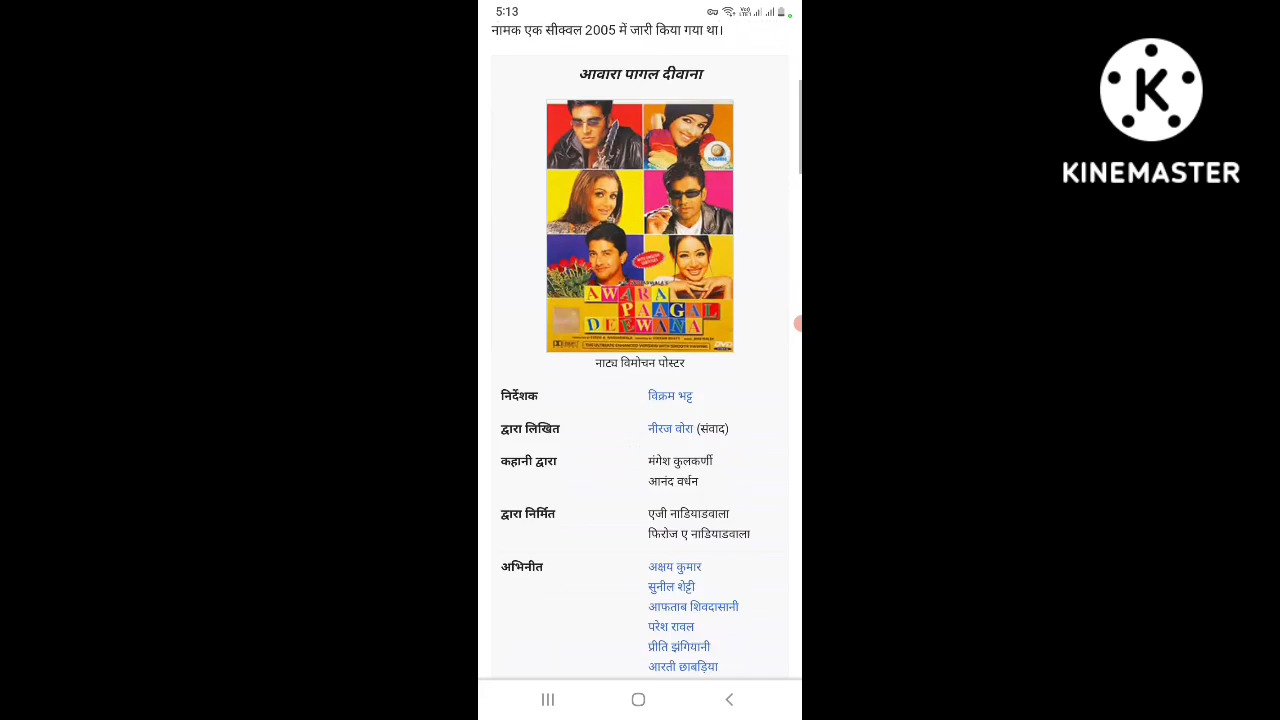 5:13
नामक एक सीक्वल 2005 में जारी किया गया था।
आवारा पागल दीवाना
AWARA
PAAGAL
DEEWANA
नाट्य विमोचन पोस्टर
निर्देशक विक्रम भट्ट
द्वारा लिखित नीरज वोरा (संवाद)
कहानी द्वारा मंगेश कुलकर्णी
आनंद वर्धन
द्वारा निर्मित एजी नाडियाडवाला
फिरोज ए नाडियाडवाला
अभिनीत अक्षय कुमार
सुनील शेट्टी
आफताब शिवदासानी
परेश रावल
प्रीति झंगियानी
आरती छाबड़िया
K
KINEMASTER